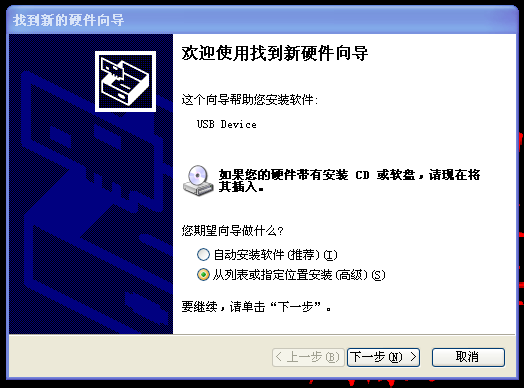 找到新的硬件向导
欢迎使用找到新硬件向导
这个向导帮助您安装软件:
USB Device
如果您的硬件带有安装 CD 或软盘，请现在将
其插入。
您期望向导做什么?
自动安装软件(推荐)(I)
从列表或指定位置安装(高级)(S)
要继续，请单击“下一步”。
< 上一步(B)
下一步(N) >
取消